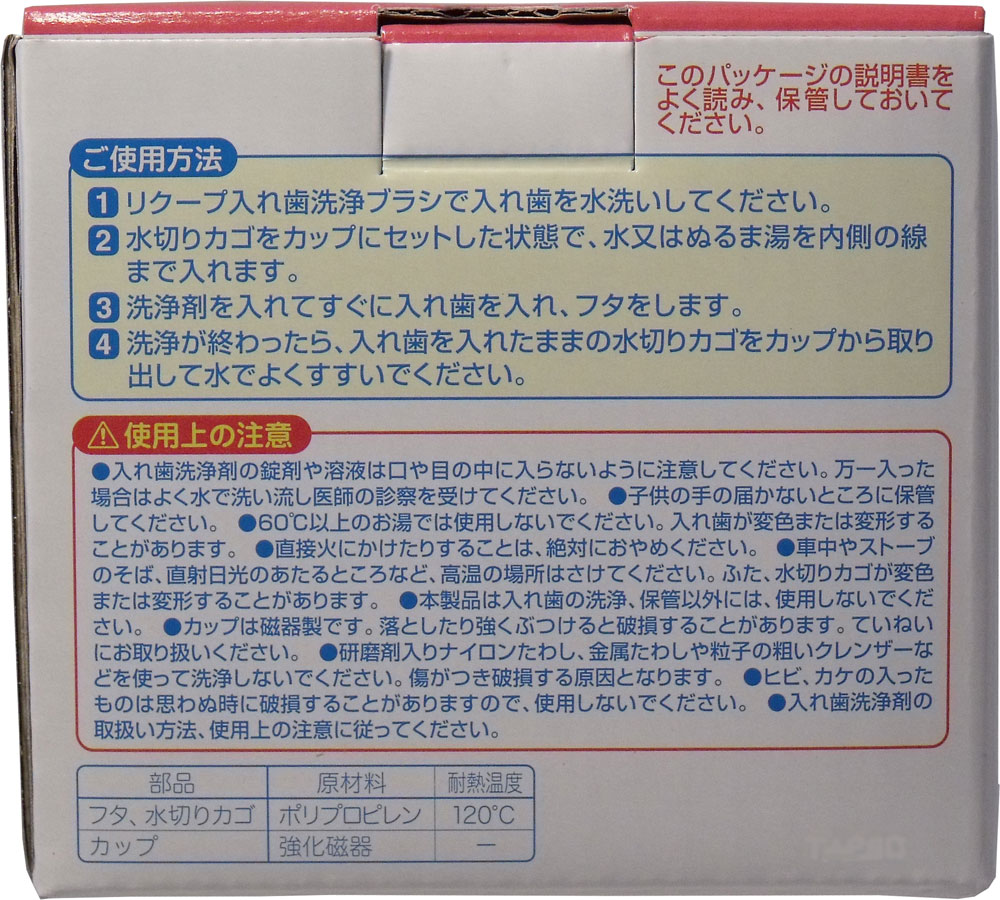 このパッケージの説明書を
よく読み、保管しておいて
ください。
ご使用方法
1 リクープ入れ歯洗浄ブラシで入れ歯を水洗いしてください。
2 水切りカゴをカップにセットした状態で、水又はぬるま湯を内側の線
まで入れます。
3 洗浄剤を入れてすぐに入れ歯を入れ、フタをします。
4 洗浄が終わったら、入れ歯を入れたままの水切りカゴをカップから取り
出して水でよくすすいでください。
⚠使用上の注意
●入れ歯洗浄剤の錠剤や溶液は口や目の中に入らないように注意してください。万一入った
場合はよく水で洗い流し医師の診察を受けてください。 ●子供の手の届かないところに保管
してください。 ●60℃以上のお湯では使用しないでください。入れ歯が変色または変形する
ことがあります。 ●直接火にかけたりすることは、絶対におやめください。 ●車中やストーブ
のそば、直射日光のあたるところなど、高温の場所はさけてください。ふた、水切りカゴが変色
または変形することがあります。 ●本製品は入れ歯の洗浄、保管以外には、使用しないでくだ
さい。 ●カップは磁器製です。落としたり強くぶつけると破損することがあります。ていねい
にお取り扱いください。 ●研磨剤入りナイロンたわし、金属たわしや粒子の粗いクレンザーな
どを使って洗浄しないでください。傷がつき破損する原因となります。 ●ヒビ、カケの入った
ものは思わぬ時に破損することがありますので、使用しないでください。 ●入れ歯洗浄剤の
取扱い方法、使用上の注意に従ってください。
部品 原材料 耐熱温度
フタ、水切りカゴ ポリプロピレン 120℃
カップ 強化磁器 ー